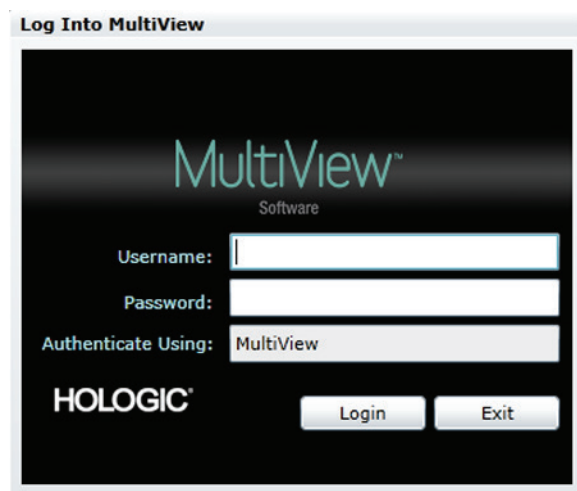 Log Into MultiView
MultiView™
Software
Username:
Password:
Authenticate Using: MultiView
HOLOGIC®
Login Exit